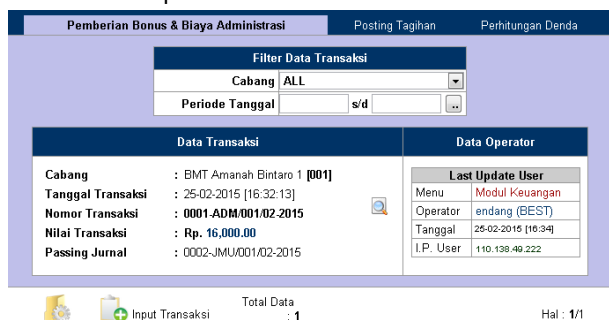 Pemberian Bonus & Biaya Administrasi Posting Tagihan Perhitungan Denda
Filter Data Transaksi
Cabang ALL
Periode Tanggal s/d ..
Data Transaksi Data Operator
Cabang : BMT Amanah Bintaro 1 [001]
Tanggal Transaksi : 25-02-2015 [16:32:13]
Nomor Transaksi : 0001-ADM/001/02-2015
Nilai Transaksi : Rp. 16,000.00
Passing Jurnal : 0002-JMU/001/02-2015
Last Update User
Menu Modul Keuangan
Operator endang (BEST)
Tanggal 25-02-2015 [16:34]
I.P. User 110.138.49.222
Input Transaksi
Total Data
: 1
Hal : 1/1